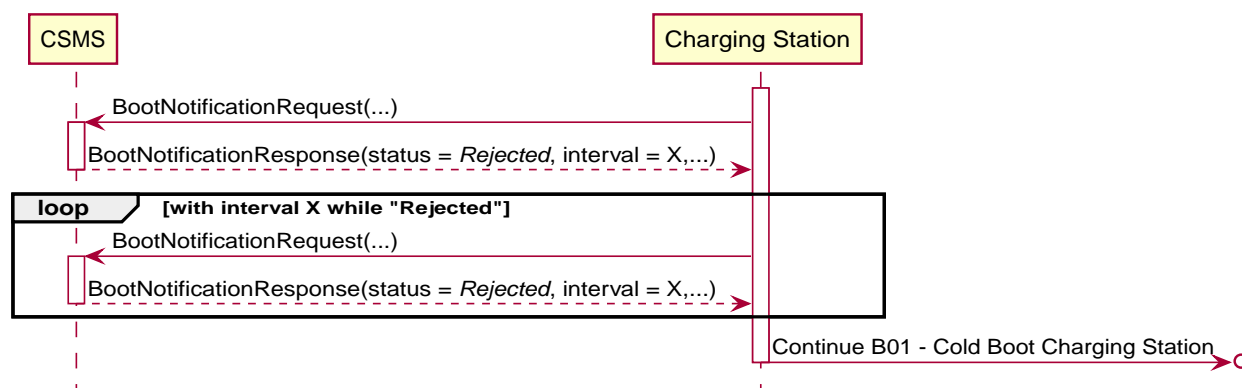 CSMS
Charging Station
BootNotificationRequest(...)
BootNotificationResponse(status = Rejected, interval = X,...)
loop [with interval X while "Rejected"]
BootNotificationRequest(...)
BootNotificationResponse(status = Rejected, interval = X,...)
Continue B01 - Cold Boot Charging Station